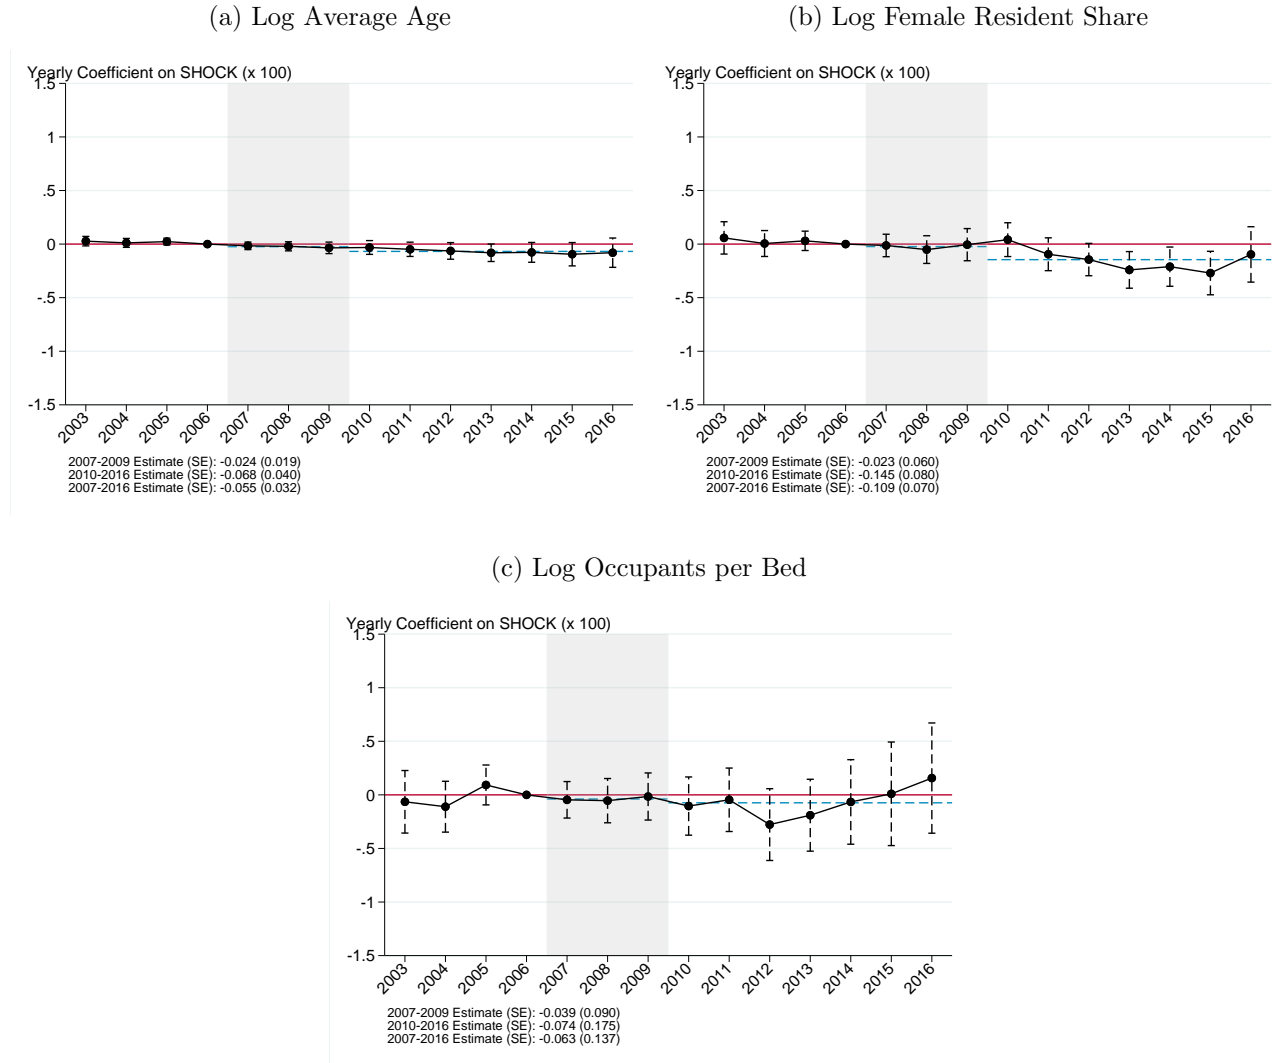 (a) Log Average Age
Yearly Coefficient on SHOCK (x 100)
1.5
1
.5
0
-.5
-1
-1.5
2003 2004 2005 2006 2007 2008 2009 2010 2011 2012 2013 2014 2015 2016
2007-2009 Estimate (SE): -0.024 (0.019)
2010-2016 Estimate (SE): -0.068 (0.040)
2007-2016 Estimate (SE): -0.055 (0.032)
(b) Log Female Resident Share
Yearly Coefficient on SHOCK (x 100)
1.5
1
.5
0
-.5
-1
-1.5
2003 2004 2005 2006 2007 2008 2009 2010 2011 2012 2013 2014 2015 2016
2007-2009 Estimate (SE): -0.023 (0.060)
2010-2016 Estimate (SE): -0.145 (0.080)
2007-2016 Estimate (SE): -0.109 (0.070)
(c) Log Occupants per Bed
Yearly Coefficient on SHOCK (x 100)
1.5
1
.5
0
-.5
-1
-1.5
2003 2004 2005 2006 2007 2008 2009 2010 2011 2012 2013 2014 2015 2016
2007-2009 Estimate (SE): -0.039 (0.090)
2010-2016 Estimate (SE): -0.074 (0.175)
2007-2016 Estimate (SE): -0.063 (0.137)